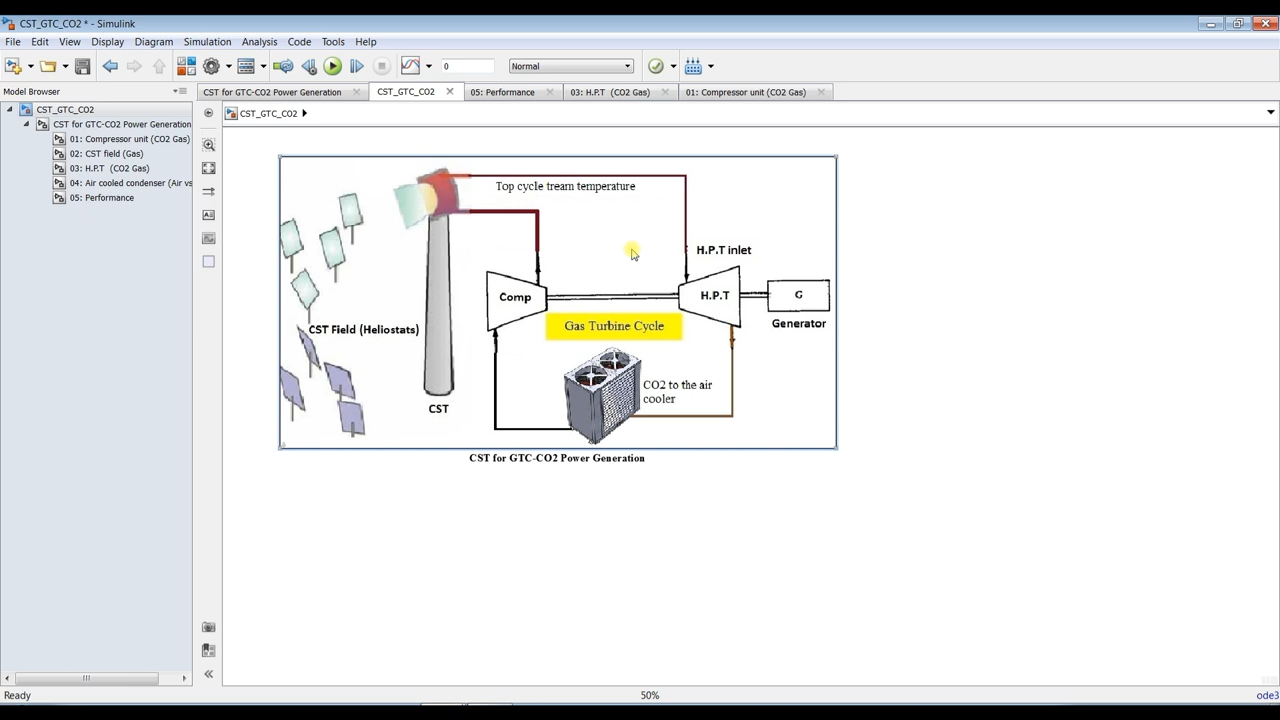 CST_GTC_CO2 * - Simulink
File Edit View Display Diagram Simulation Analysis Code Tools Help
0 Normal
Model Browser
CST for GTC-CO2 Power Generation CST_GTC_CO2 05: Performance 03: H.P.T (CO2 Gas) 01: Compressor unit (CO2 Gas)
CST_GTC_CO2
CST_GTC_CO2
CST for GTC-CO2 Power Generation
01: Compressor unit (CO2 Gas)
02: CST field (Gas)
03: H.P.T (CO2 Gas)
04: Air cooled condenser (Air vs
05: Performance
Top cycle tream temperature
H.P.T inlet
Comp
H.P.T
G
Generator
Gas Turbine Cycle
CST Field (Heliostats)
CO2 to the air
cooler
CST
CST for GTC-CO2 Power Generation
Ready
50%
ode3